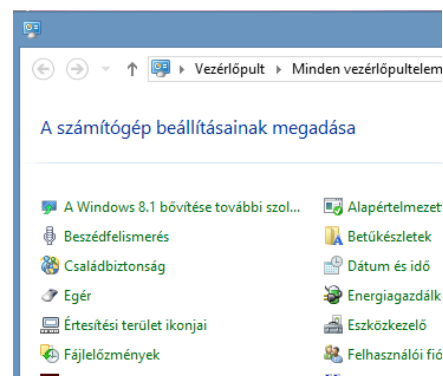 Vezérlőpult Minden vezérlőpultelem
A számítógép beállításainak megadása
A Windows 8.1 bővítése további szol...
Beszédfelismerés
Családbiztonság
Egér
Értesítési terület ikonjai
Fájlelőzmények
Alapértelmezett
Betűkészletek
Dátum és idő
Energiagazdálk
Eszközkezelő
Felhasználói fió